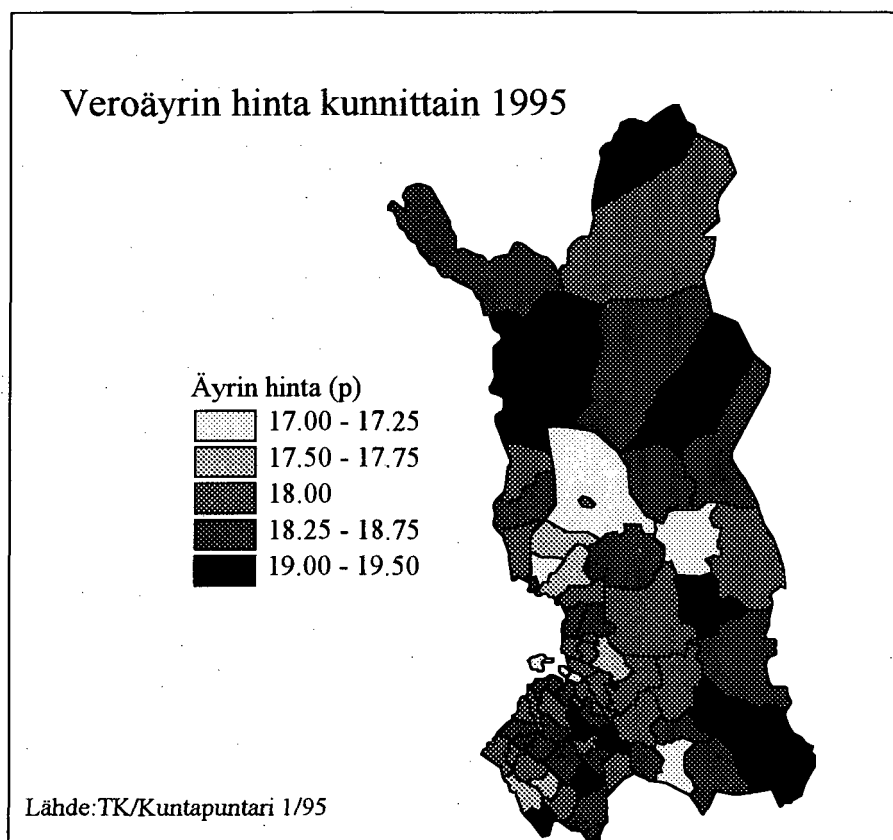 Veroäyrin hinta kunnittain 1995
Äyrin hinta (p)
17.00 - 17.25
17.50 - 17.75
18.00
18.25 - 18.75
19.00 - 19.50
Lähde:TK/Kuntapuntari 1/95